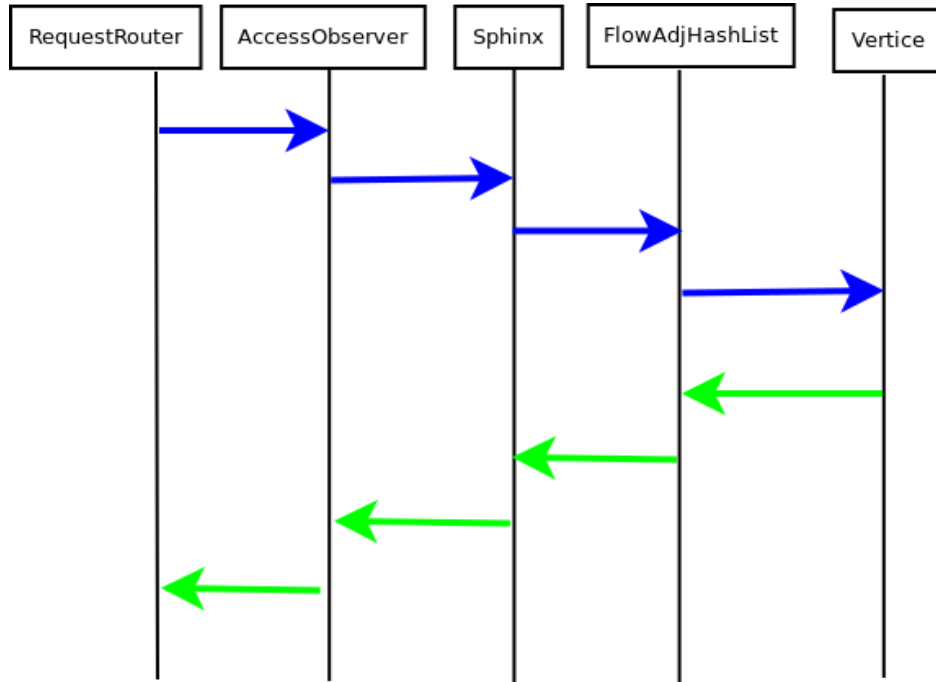 RequestRouter
AccessObserver
Sphinx
FlowAdjHashList
Vertice